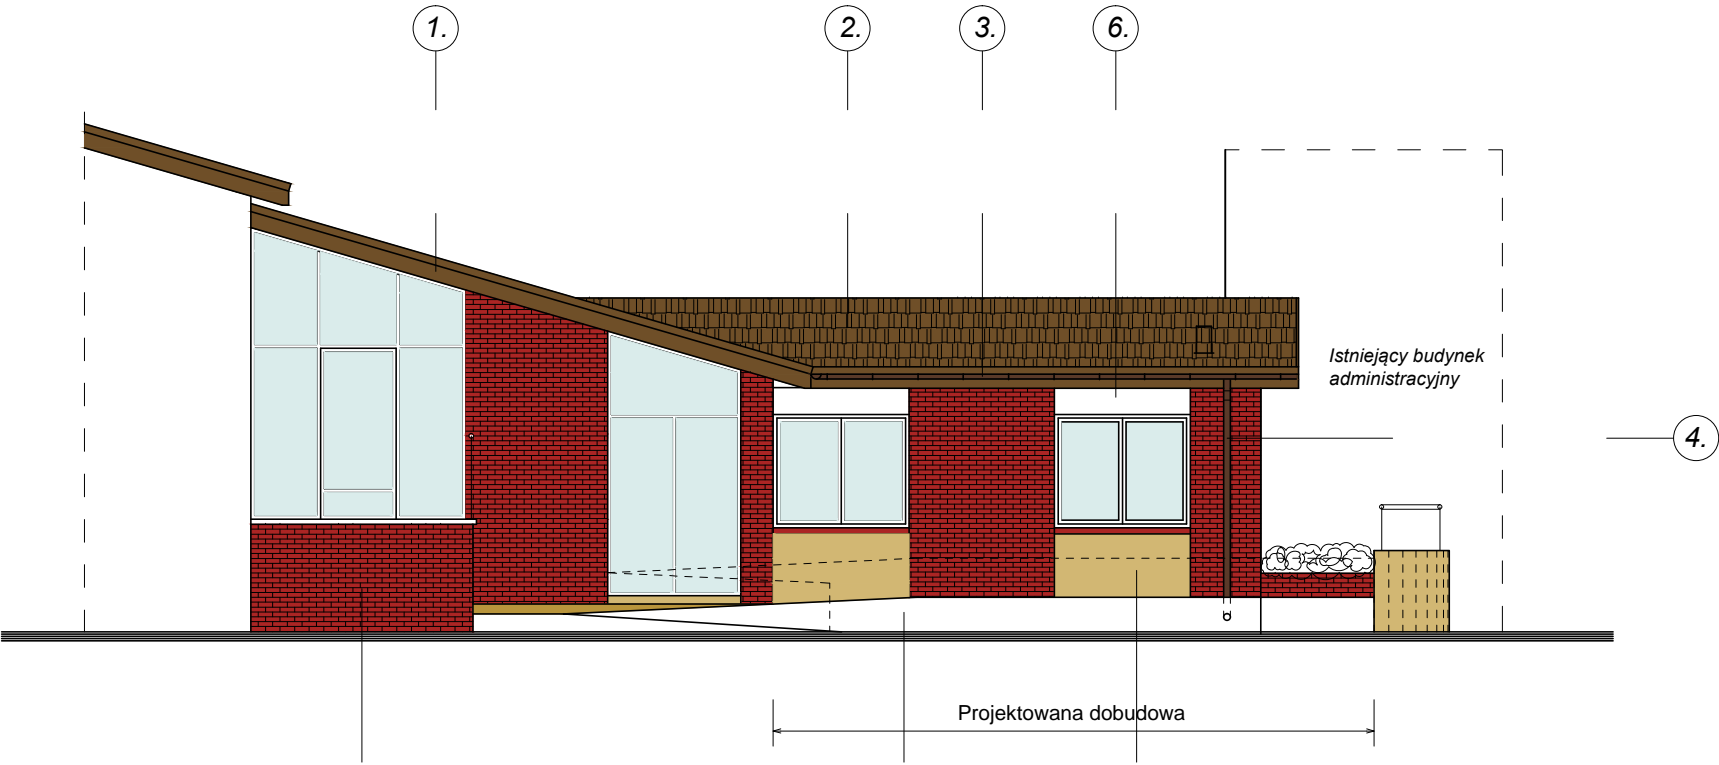 1.
2.
3.
6.
Istniejący budynek
administracyjny
4.
Projektowana dobudowa